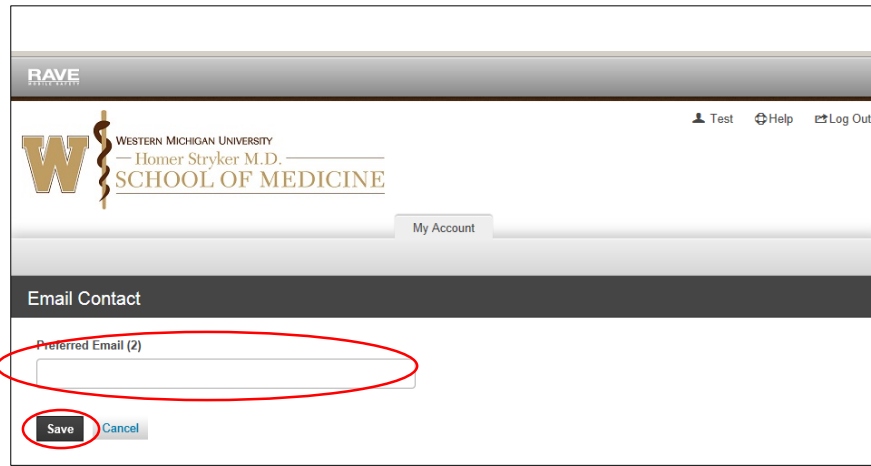 RAVE
MOBILE SAFETY
Test Help Log Out
W
WESTERN MICHIGAN UNIVERSITY
Homer Stryker M.D.
SCHOOL OF MEDICINE
My Account
Email Contact
Preferred Email (2)
Save Cancel